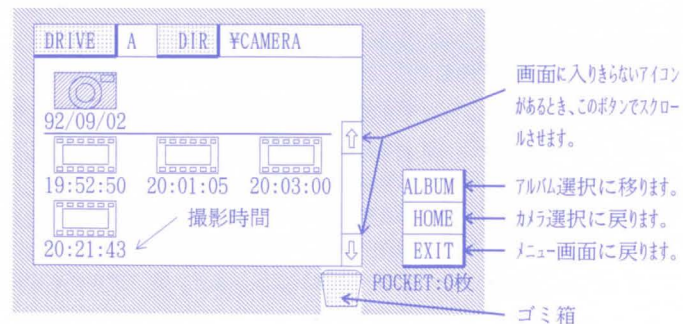 DRIVE A DIR ¥CAMERA
92/09/02
19:52:50 20:01:05 20:03:00
20:21:43
撮影時間
画面に入りきらないアイコン
があるとき、このボタンでスクロー
ルさせます。
ALBUM
アルバム選択に移ります。
HOME
カメラ選択に戻ります。
EXIT
メニュー画面に戻ります。
POCKET:0枚
ゴミ箱